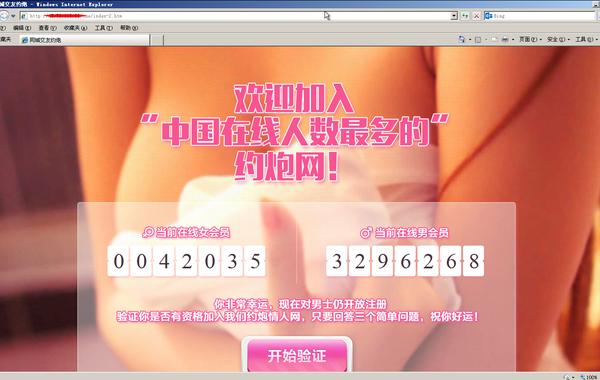 城交友约炮 - Windows Internet Explorer
http
/index-2.htm
Bing
编辑(E) 查看(V) 收藏夹(A) 工具(T) 帮助(H)
藏夹 同城交友约炮 页面(P) 安全(S) 工具(O)
欢迎加入
“中国在线人数最多的”
约炮网！
当前在线女会员 当前在线男会员
0042035 3296268
你非常幸运，现在对男士仍开放注册
验证你是否有资格加入我们约炮情人网，只要回答三个简单问题，祝你好运！
开始验证
100%